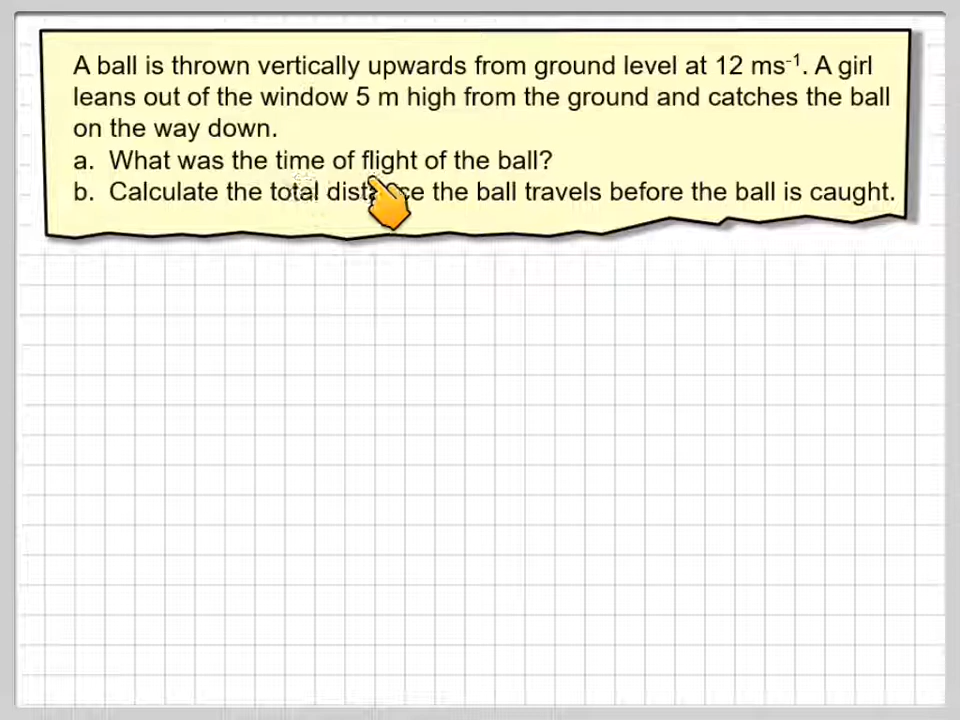 A ball is thrown vertically upwards from ground level at 12 ms⁻¹. A girl
leans out of the window 5 m high from the ground and catches the ball
on the way down.
a. What was the time of flight of the ball?
b. Calculate the total distance the ball travels before the ball is caught.